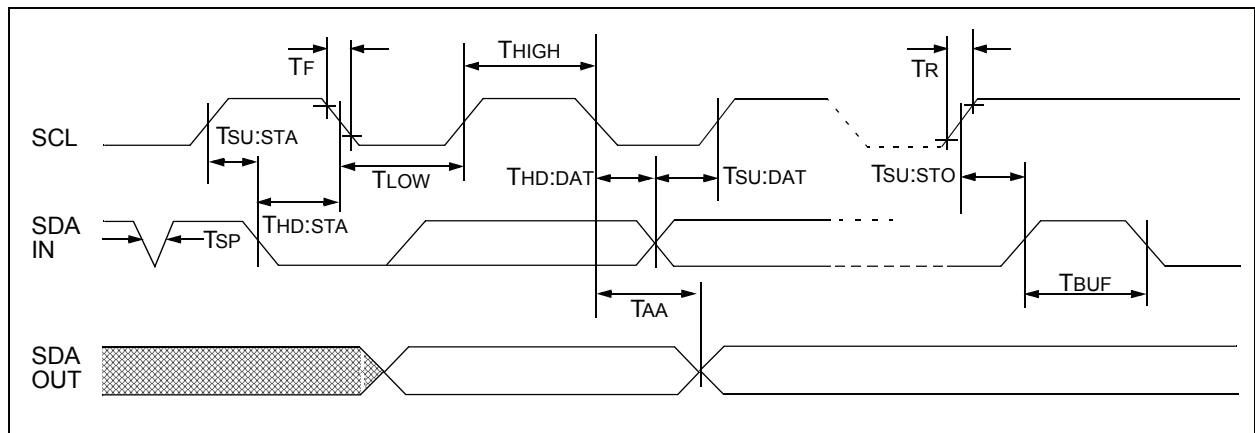 TF
THIGH
TR
SCL
TSU:STA
TLOW
THD:DAT
TSU:DAT
TSU:STO
SDA
IN
TSP
THD:STA
TBUF
TAA
SDA
OUT